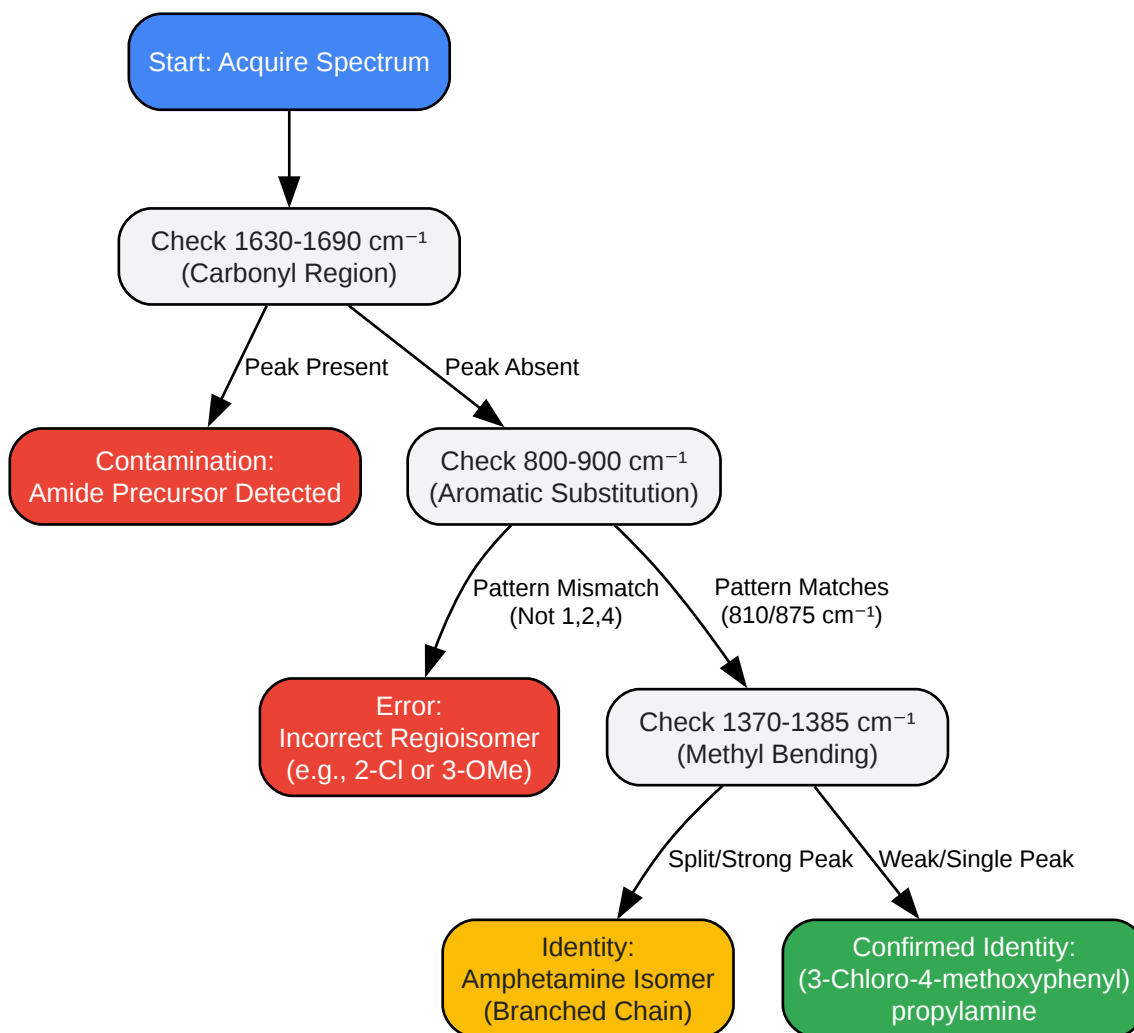 Start: Acquire Spectrum
Check 1630-1690 cm⁻¹
(Carbonyl Region)
Peak Present
Peak Absent
Contamination:
Amide Precursor Detected
Check 800-900 cm⁻¹
(Aromatic Substitution)
Pattern Mismatch
(Not 1,2,4)
Pattern Matches
(810/875 cm⁻¹)
Error:
Incorrect Regioisomer
(e.g., 2-Cl or 3-OMe)
Check 1370-1385 cm⁻¹
(Methyl Bending)
Split/Strong Peak
Weak/Single Peak
Identity:
Amphetamine Isomer
(Branched Chain)
Confirmed Identity:
(3-Chloro-4-methoxyphenyl)
propylamine